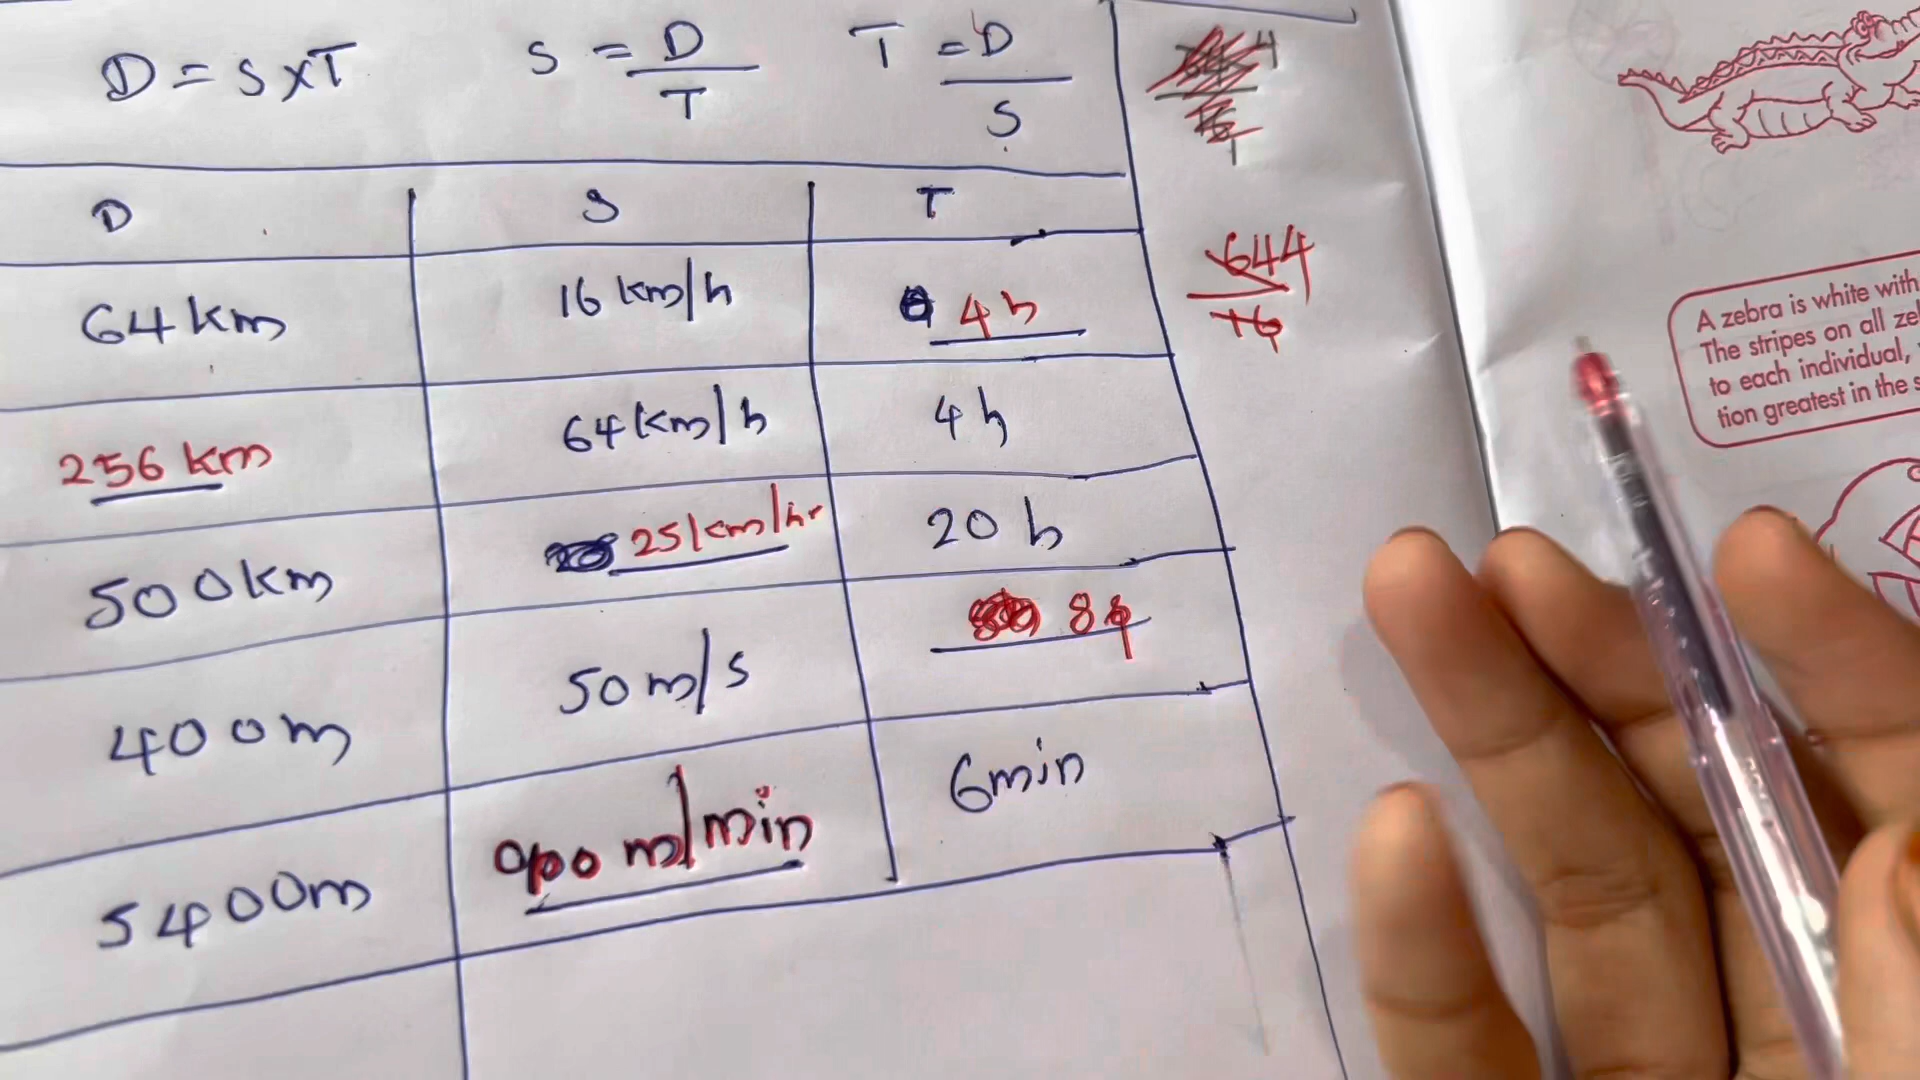 D = S x T S = D/T T = D/S
D S T
64 km 16 km/h 4 h
644
16
256 km 64 km/h 4 h
500 km 25 km/hr 20 h
400 m 50 m/s 8
5400 m 900 m/min 6 min
A zebra is white with
The stripes on all
to each individual,
tion greatest in the